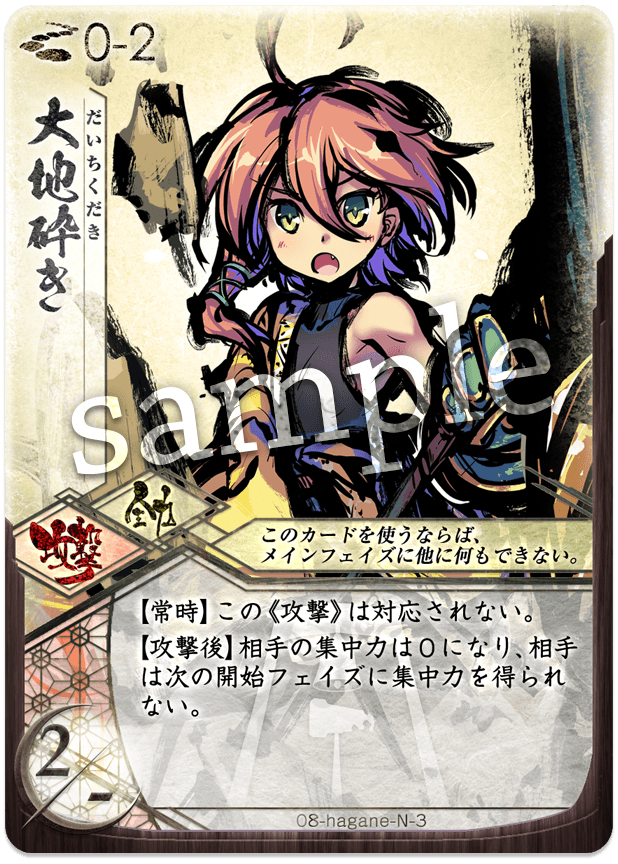 0-2
大地砕き
だいちくだき
sample
攻撃
全力
このカードを使うならば、
メインフェイズに他に何もできない。
【常時】この《攻撃》は対応されない。
【攻撃後】相手の集中力は0になり、相手
は次の開始フェイズに集中力を得られ
ない。
2/-
08-hagane-N-3